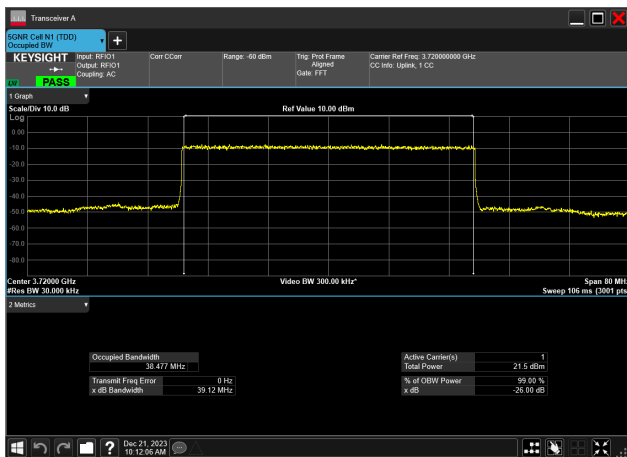 Transceiver A
5GNR Cell N1 (TDD)
Occupied BW
KEYSIGHT
Input: RFIO1
Output: RFIO1
Coupling: AC
Corr CCorr
Range: -60 dBm
Trig: Prot Frame
Aligned
Gate: FFT
Carrier Ref Freq: 3.720000000 GHz
CC Info: Uplink, 1 CC
LXI
PASS
1 Graph
Scale/Div 10.0 dB
Ref Value 10.00 dBm
Log
0.00
-10.0
-20.0
-30.0
-40.0
-50.0
-60.0
-70.0
-80.0
Center 3.72000 GHz
Video BW 300.00 kHz*
Span 80 MHz
#Res BW 30.000 kHz
Sweep 106 ms (3001 pts
2 Metrics
Occupied Bandwidth
38.477 MHz
Transmit Freq Error 0 Hz
x dB Bandwidth 39.12 MHz
Active Carrier(s) 1
Total Power 21.5 dBm
% of OBW Power 99.00 %
x dB -26.00 dB
Dec 21, 2023
10:12:06 AM